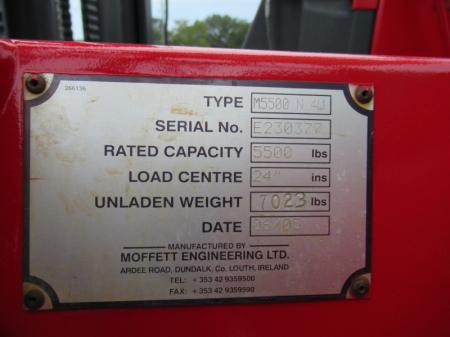 266136
TYPE M5500 N 4W
SERIAL No. E230377
RATED CAPACITY 5500 lbs
LOAD CENTRE 24" ins
UNLADEN WEIGHT 7023 lbs
DATE
MANUFACTURED BY
MOFFETT ENGINEERING LTD.
ARDEE ROAD, DUNDALK, Co. LOUTH, IRELAND
TEL: +353 42 9359500
FAX: +353 42 9359590